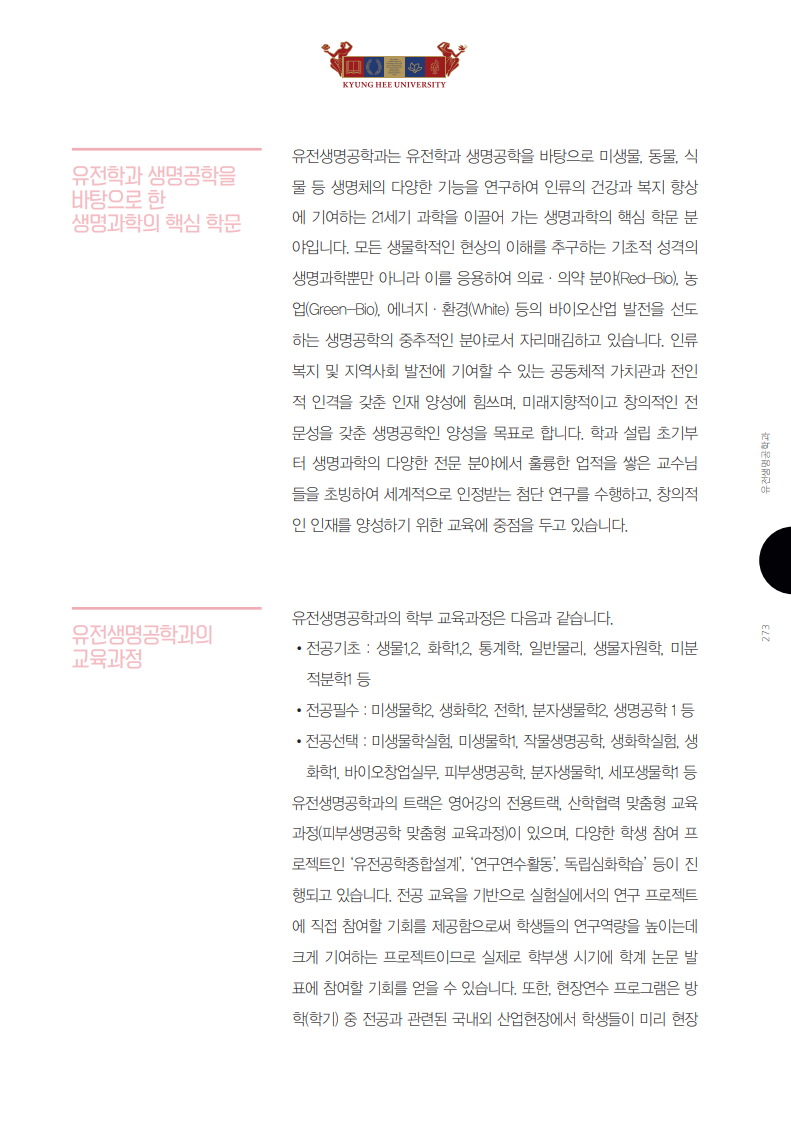 KYUNG HEE UNIVERSITY
유전학과 생명공학을
바탕으로 한
생명과학의 핵심 학문
유전생명공학과는 유전학과 생명공학을 바탕으로 미생물, 동물, 식
물 등 생명체의 다양한 기능을 연구하여 인류의 건강과 복지 향상
에 기여하는 21세기 과학을 이끌어 가는 생명과학의 핵심 학문 분
야입니다. 모든 생물학적인 현상의 이해를 추구하는 기초적 성격의
생명과학뿐만 아니라 이를 응용하여 의료 · 의약 분야(Red-Bio), 농
업(Green-Bio), 에너지 · 환경(White) 등의 바이오산업 발전을 선도
하는 생명공학의 중추적인 분야로서 자리매김하고 있습니다. 인류
복지 및 지역사회 발전에 기여할 수 있는 공동체적 가치관과 전인
적 인격을 갖춘 인재 양성에 힘쓰며, 미래지향적이고 창의적인 전
문성을 갖춘 생명공학인 양성을 목표로 합니다. 학과 설립 초기부
터 생명과학의 다양한 전문 분야에서 훌륭한 업적을 쌓은 교수님
들을 초빙하여 세계적으로 인정받는 첨단 연구를 수행하고, 창의적
인 인재를 양성하기 위한 교육에 중점을 두고 있습니다.
유전생명공학과
273
유전생명공학과의
교육과정
유전생명공학과의 학부 교육과정은 다음과 같습니다.
• 전공기초 : 생물1,2, 화학1,2, 통계학, 일반물리, 생물자원학, 미분
적분학1 등
• 전공필수 : 미생물학2, 생화학2, 전학1, 분자생물학2, 생명공학 1 등
• 전공선택 : 미생물학실험, 미생물학1, 작물생명공학, 생화학실험, 생
화학1, 바이오창업실무, 피부생명공학, 분자생물학1, 세포생물학1 등
유전생명공학과의 트랙은 영어강의 전용트랙, 산학협력 맞춤형 교육
과정(피부생명공학 맞춤형 교육과정)이 있으며, 다양한 학생 참여 프
로젝트인 ‘유전공학종합설계’, ‘연구연수활동’, 독립심화학습’ 등이 진
행되고 있습니다. 전공 교육을 기반으로 실험실에서의 연구 프로젝트
에 직접 참여할 기회를 제공함으로써 학생들의 연구역량을 높이는데
크게 기여하는 프로젝트이므로 실제로 학부생 시기에 학계 논문 발
표에 참여할 기회를 얻을 수 있습니다. 또한, 현장연수 프로그램은 방
학(학기) 중 전공과 관련된 국내외 산업현장에서 학생들이 미리 현장